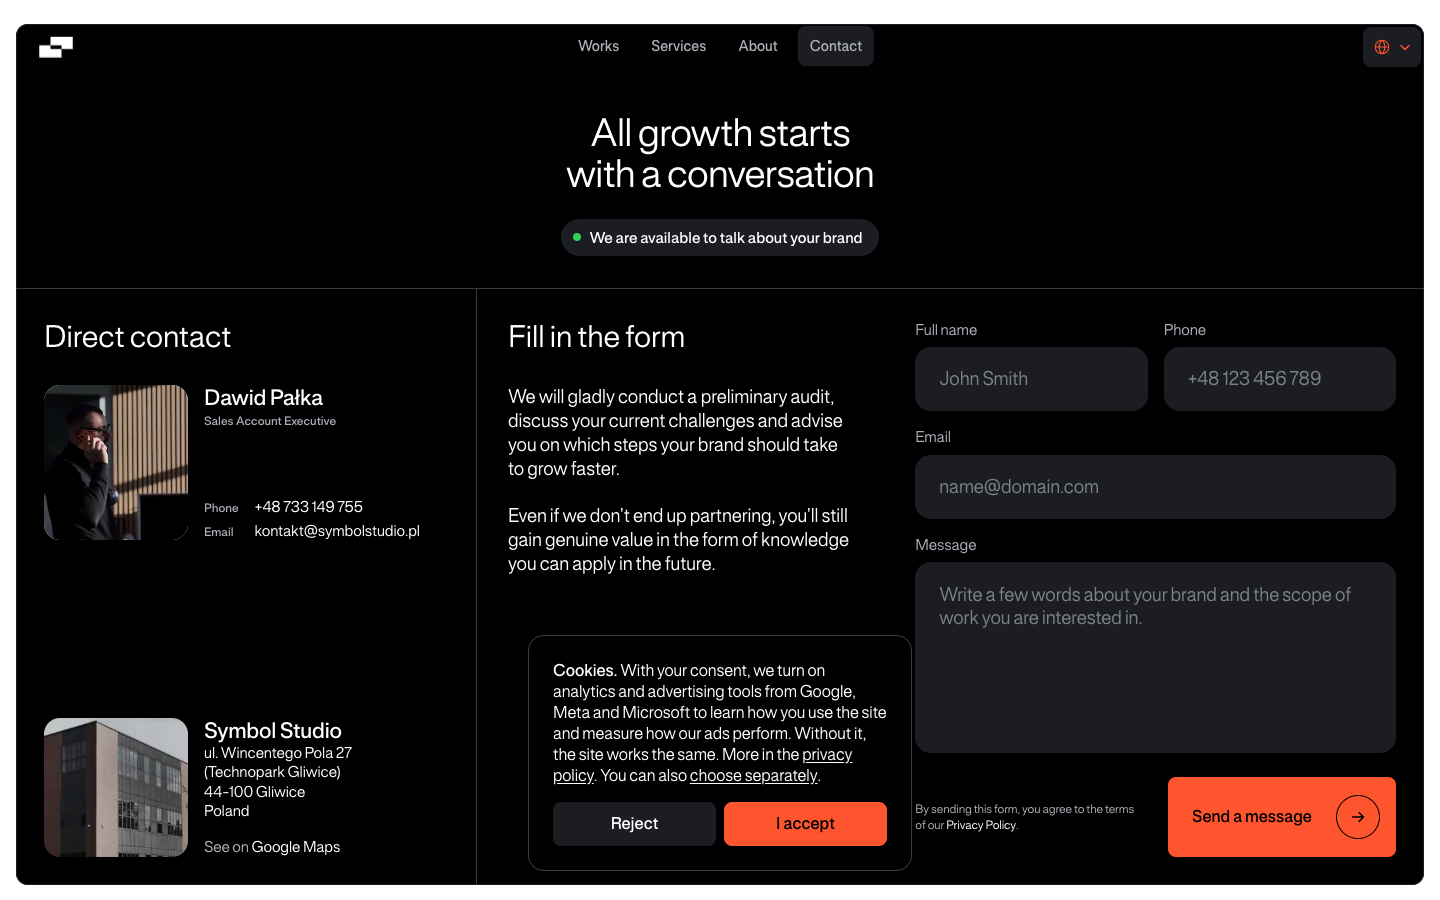 Works
Services
About
Contact
All growth starts
with a conversation
We are available to talk about your brand
Direct contact
Dawid Pałka
Sales Account Executive
Phone +48 733 149 755
Email kontakt@symbolstudio.pl
Symbol Studio
ul. Wincentego Pola 27
(Technopark Gliwice)
44-100 Gliwice
Poland
See on Google Maps
Fill in the form
We will gladly conduct a preliminary audit,
discuss your current challenges and advise
you on which steps your brand should take
to grow faster.
Even if we don’t end up partnering, you’ll still
gain genuine value in the form of knowledge
you can apply in the future.
Full name
John Smith
Phone
+48 123 456 789
Email
name@domain.com
Message
Write a few words about your brand and the scope of
work you are interested in.
By sending this form, you agree to the terms
of our Privacy Policy.
Send a message
Cookies. With your consent, we turn on
analytics and advertising tools from Google,
Meta and Microsoft to learn how you use the site
and measure how our ads perform. Without it,
the site works the same. More in the privacy
policy. You can also choose separately.
Reject
I accept